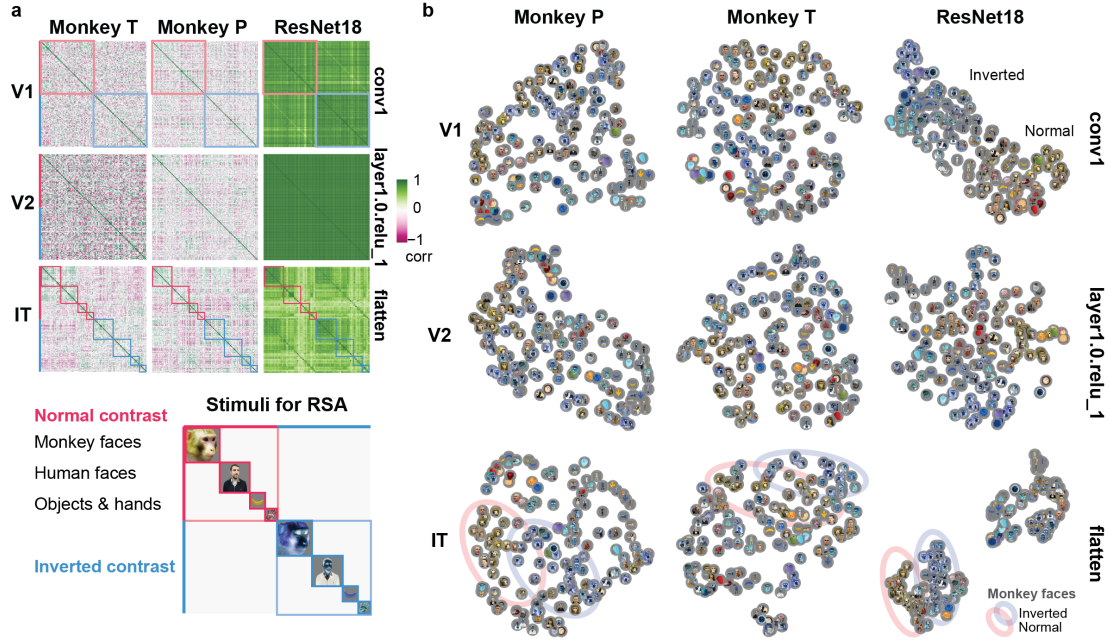 a
Monkey T Monkey P ResNet18
V1
conv1
V2
layer1.0.relu_1
IT
flatten
1
0
−1
corr
Stimuli for RSA
Normal contrast
Monkey faces
Human faces
Objects & hands
Inverted contrast
b
Monkey P Monkey T ResNet18
V1
Inverted
Normal
conv1
V2
layer1.0.relu_1
IT
flatten
Monkey faces
Inverted
Normal